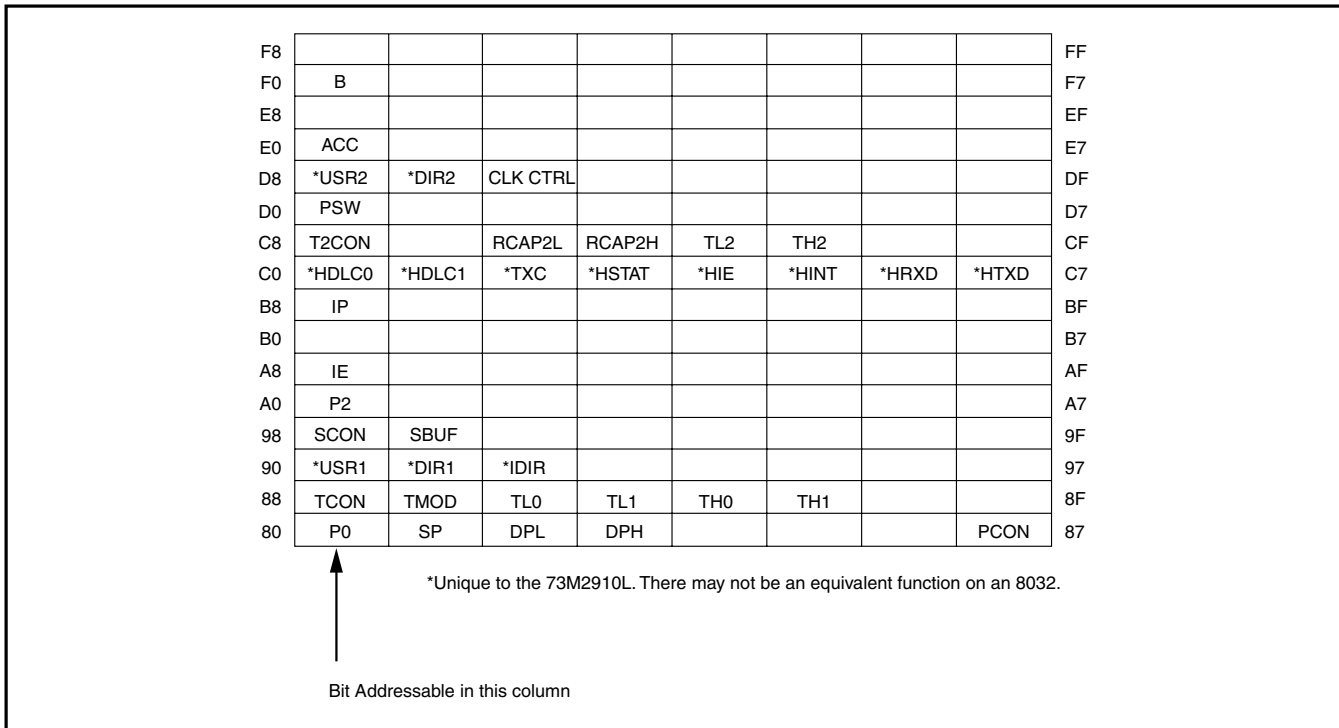 F8 FF
F0 B F7
E8 EF
E0 ACC E7
D8 *USR2 *DIR2 CLK CTRL DF
D0 PSW D7
C8 T2CON RCAP2L RCAP2H TL2 TH2 CF
C0 *HDLC0 *HDLC1 *TXC *HSTAT *HIE *HINT *HRXD *HTXD C7
B8 IP BF
B0 B7
A8 IE AF
A0 P2 A7
98 SCON SBUF 9F
90 *USR1 *DIR1 *IDIR 97
88 TCON TMOD TL0 TL1 TH0 TH1 8F
80 P0 SP DPL DPH PCON 87
*Unique to the 73M2910L. There may not be an equivalent function on an 8032.
Bit Addressable in this column